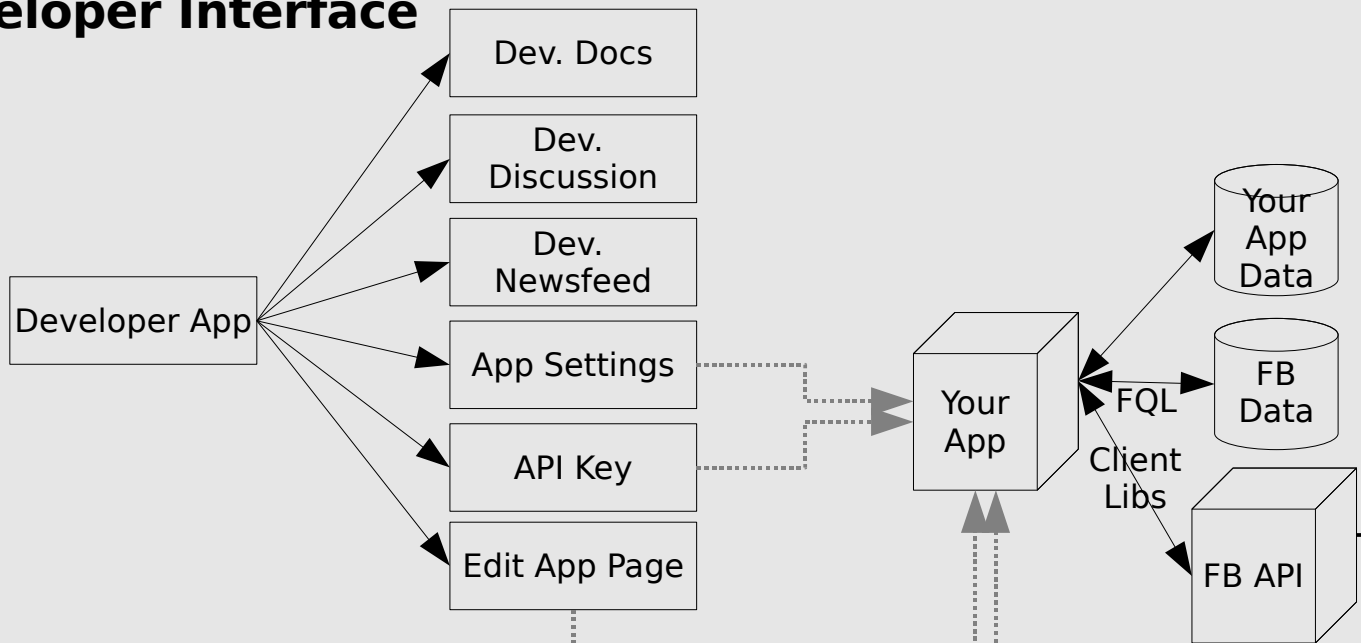 eloper Interface
Dev. Docs
Dev.
Discussion
Dev.
Newsfeed
Developer App
App Settings
API Key
Edit App Page
Your
App
Your
App
Data
FB
Data
FQL
Client
Libs
FB API